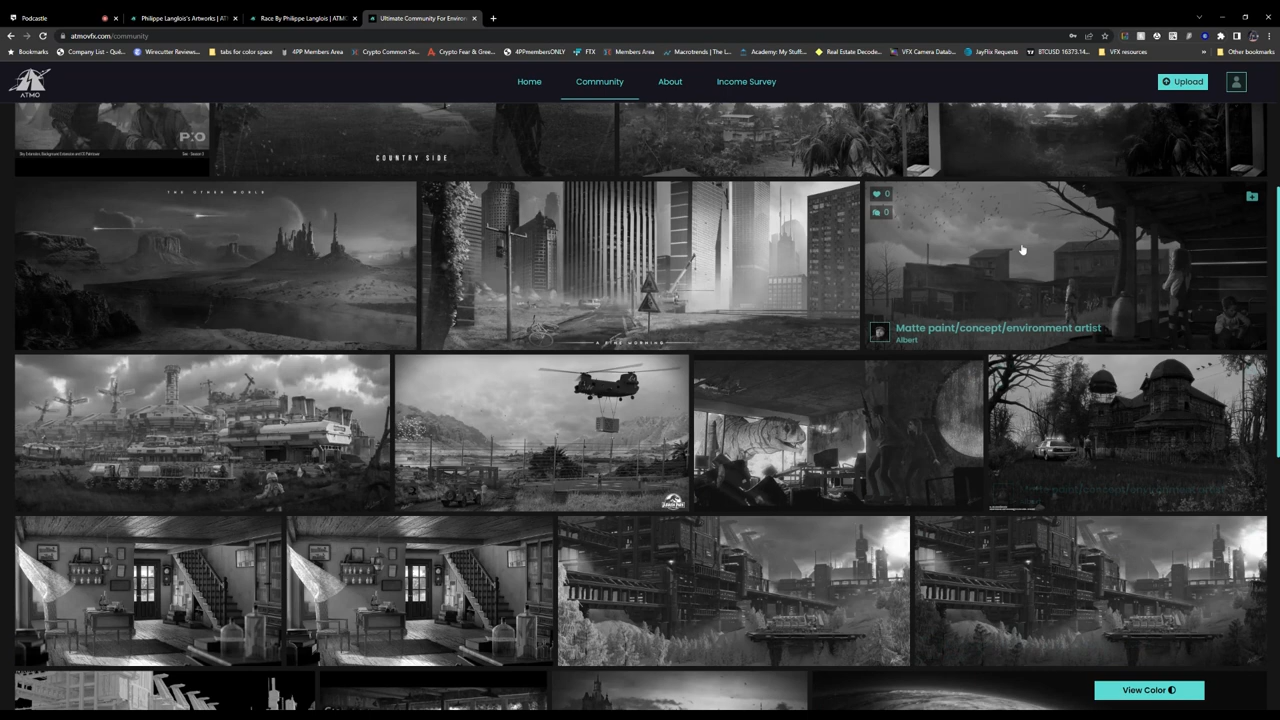 Podcastle
Philippe Langlois's Artworks | AT
Race By Philippe Langlois | ATMO
Ultimate Community For Environ
atmovfx.com/community
Bookmarks
Company List - Qué...
Wirecutter Reviews...
tabs for color space
4PP Members Area
Crypto Common Se...
Crypto Fear & Gree...
4PPmembersONLY
FTX
Members Area
Macrotrends | The L...
Academy: My Stuff...
Real Estate Decode...
VFX Camera Datab...
JayFlix Requests
BTCUSD 16373.14...
VFX resources
Other bookmarks
ATMO
Home
Community
About
Income Survey
Upload
COUNTRY SIDE
THE OTHER WORLD
0
0
Matte paint/concept/environment artist
Albert
View Color